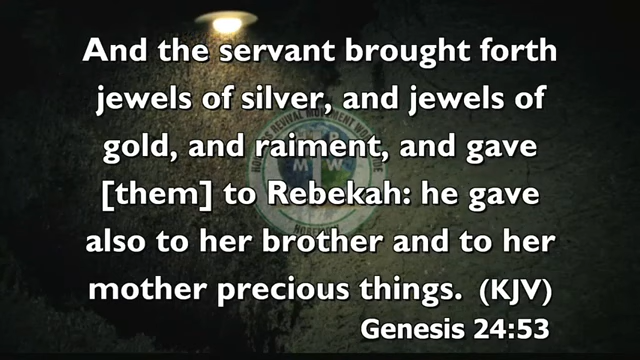 And the servant brought forth
jewels of silver, and jewels of
gold, and raiment, and gave
[them] to Rebekah: he gave
also to her brother and to her
mother precious things. (KJV)
Genesis 24:53